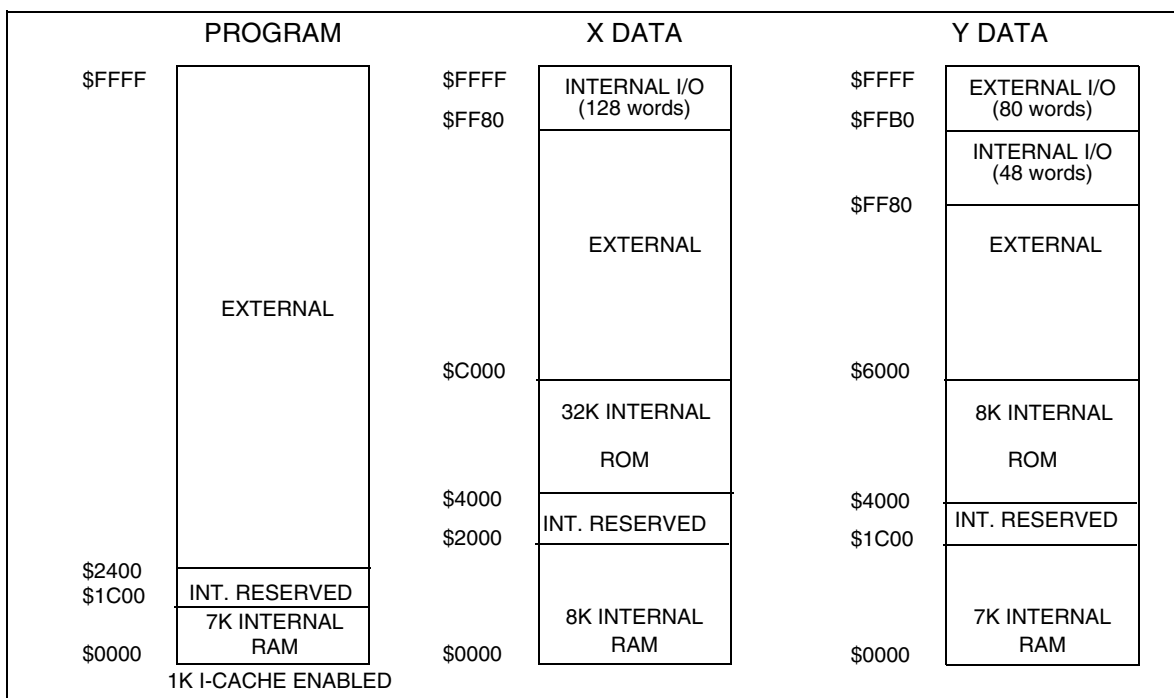 PROGRAM
$FFFF
EXTERNAL
$2400
$1C00
INT. RESERVED
7K INTERNAL
RAM
$0000
1K I-CACHE ENABLED
X DATA
$FFFF
INTERNAL I/O
(128 words)
$FF80
EXTERNAL
$C000
32K INTERNAL
ROM
$4000
INT. RESERVED
$2000
8K INTERNAL
RAM
$0000
Y DATA
$FFFF
EXTERNAL I/O
(80 words)
$FFB0
INTERNAL I/O
(48 words)
$FF80
EXTERNAL
$6000
8K INTERNAL
ROM
$4000
INT. RESERVED
$1C00
7K INTERNAL
RAM
$0000